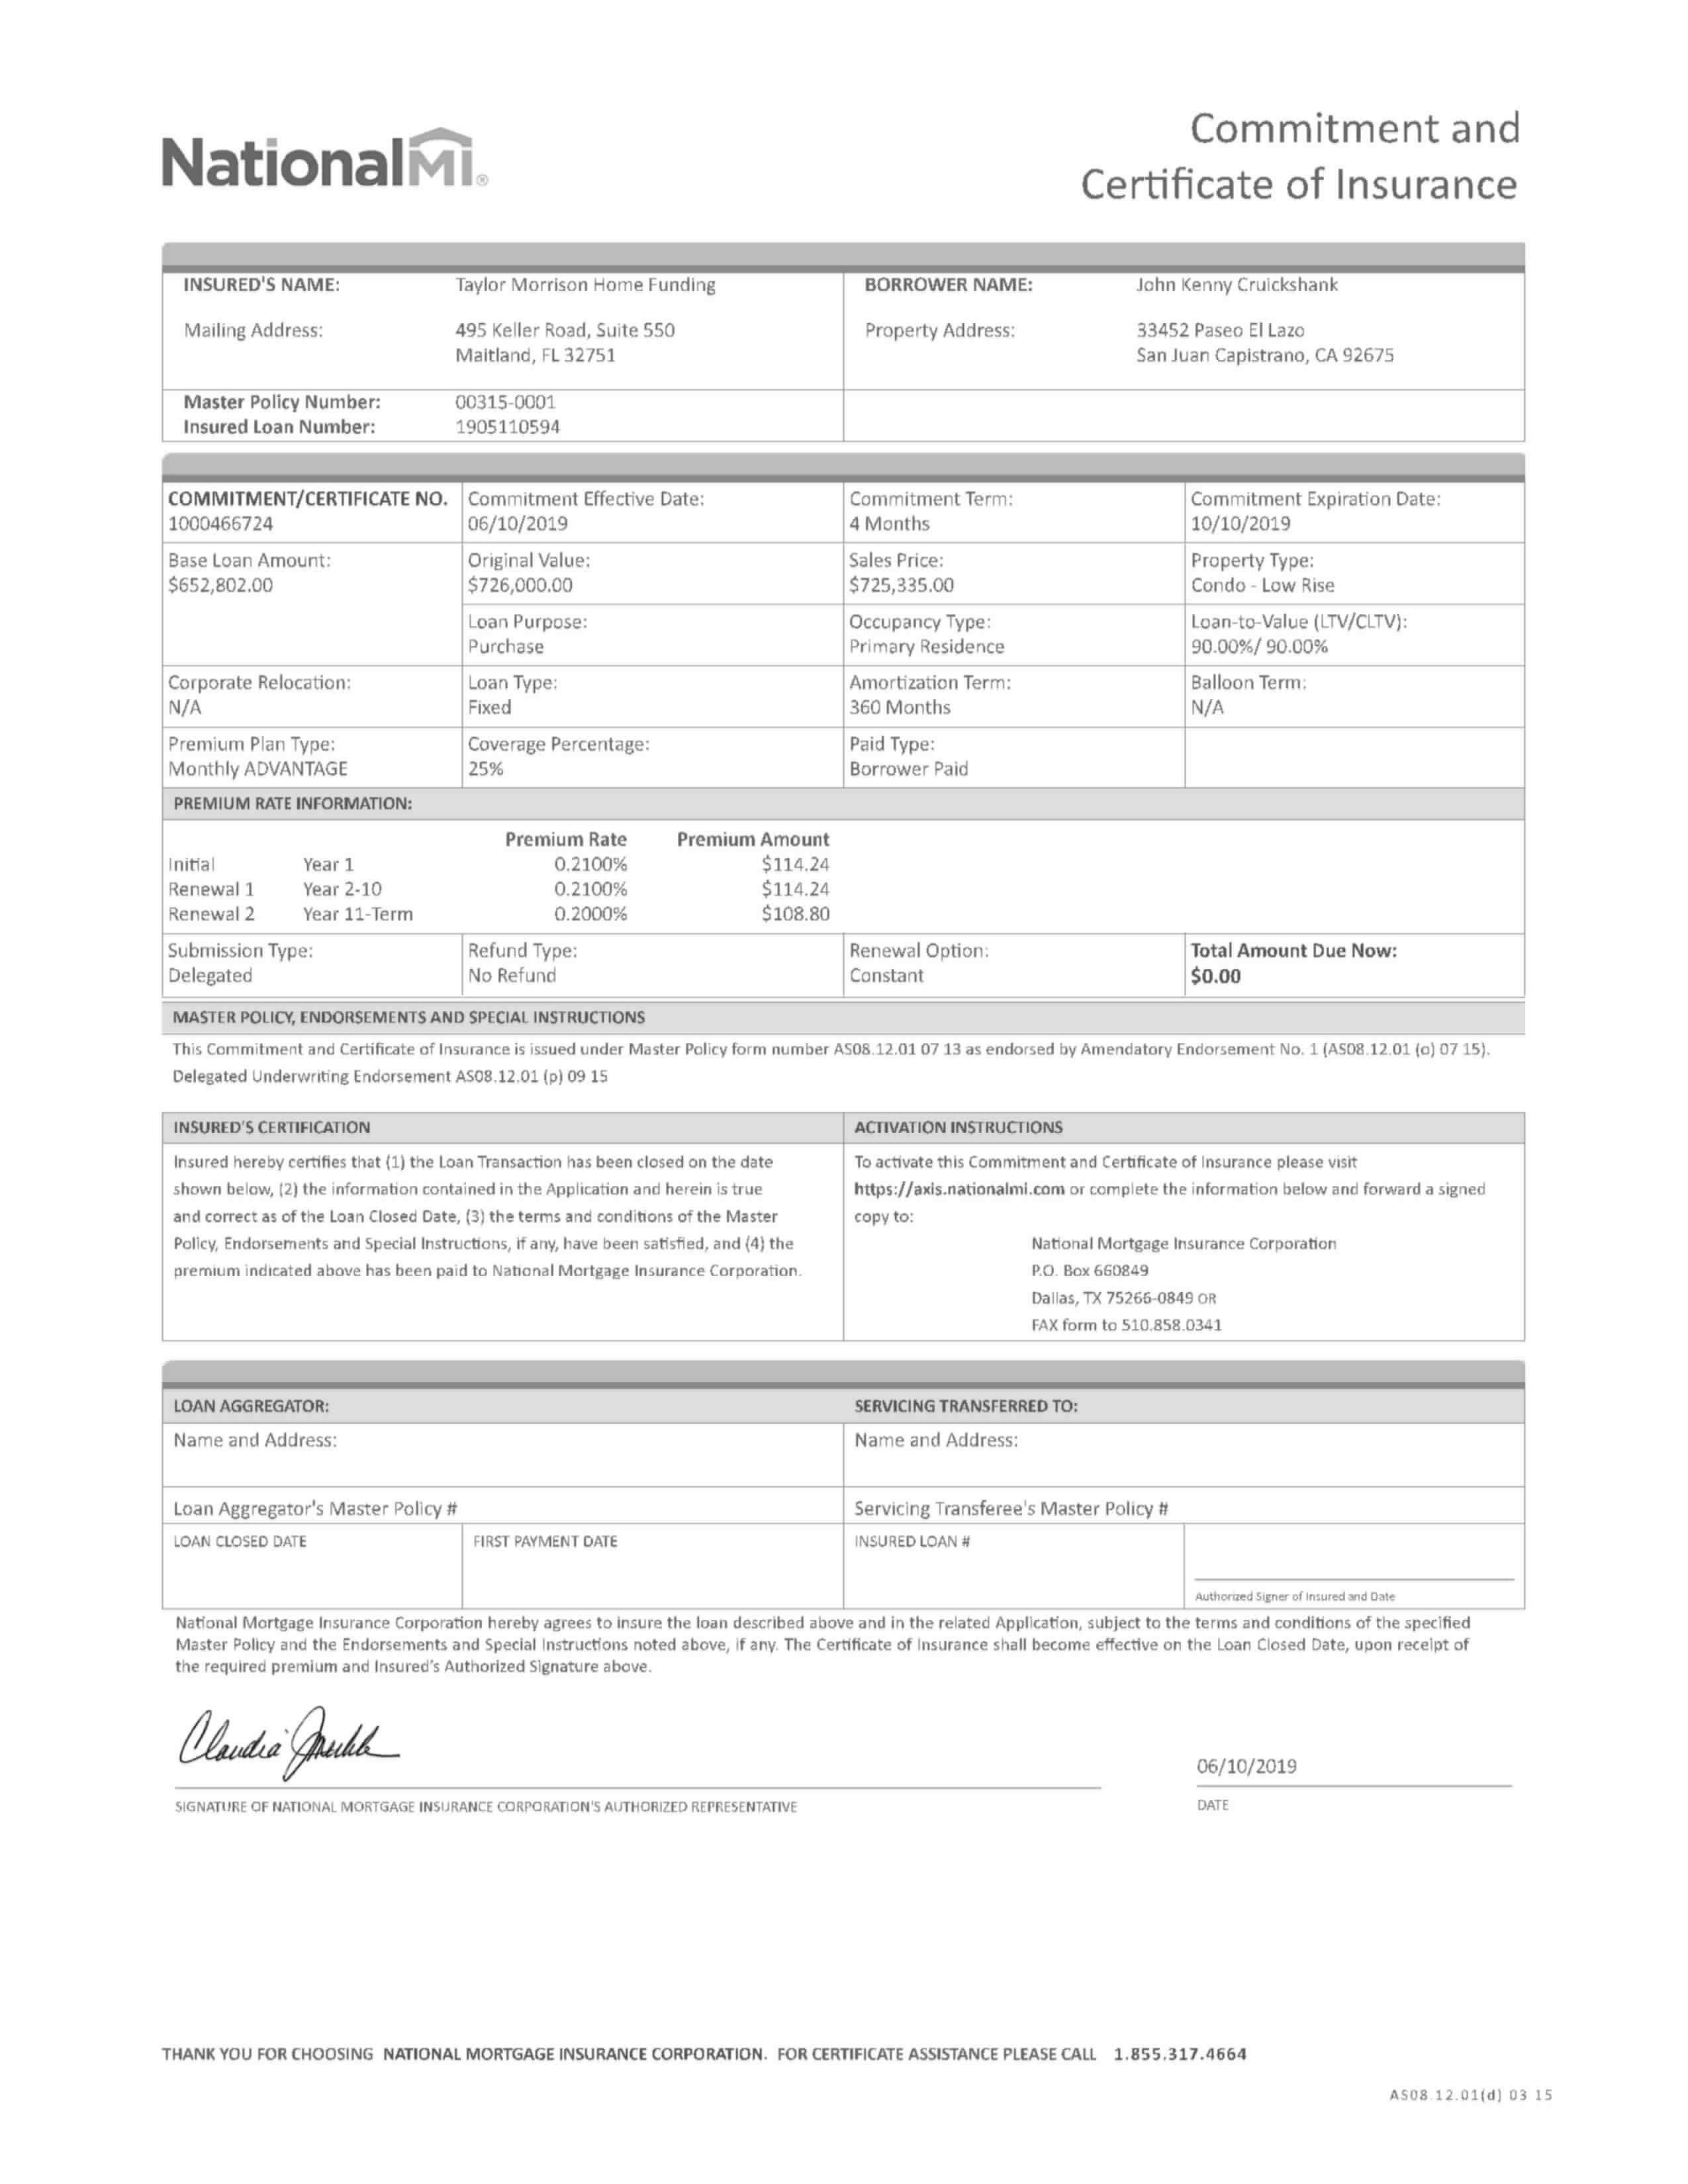 NationalMI®
Commitment and
Certificate of Insurance
INSURED'S NAME: Taylor Morrison Home Funding
Mailing Address: 495 Keller Road, Suite 550
Maitland, FL 32751
BORROWER NAME: John Kenny Cruickshank
Property Address: 33452 Paseo El Lazo
San Juan Capistrano, CA 92675
Master Policy Number: 00315-0001
Insured Loan Number: 1905110594
COMMITMENT/CERTIFICATE NO. Commitment Effective Date: Commitment Term: Commitment Expiration Date:
1000466724 06/10/2019 4 Months 10/10/2019
Base Loan Amount: Original Value: Sales Price: Property Type:
$652,802.00 $726,000.00 $725,335.00 Condo - Low Rise
Loan Purpose: Occupancy Type: Loan-to-Value (LTV/CLTV):
Purchase Primary Residence 90.00%/ 90.00%
Corporate Relocation: Loan Type: Amortization Term: Balloon Term:
N/A Fixed 360 Months N/A
Premium Plan Type: Coverage Percentage: Paid Type:
Monthly ADVANTAGE 25% Borrower Paid
PREMIUM RATE INFORMATION:
Premium Rate Premium Amount
Initial Year 1 0.2100% $114.24
Renewal 1 Year 2-10 0.2100% $114.24
Renewal 2 Year 11-Term 0.2000% $108.80
Submission Type: Refund Type: Renewal Option: Total Amount Due Now:
Delegated No Refund Constant $0.00
MASTER POLICY, ENDORSEMENTS AND SPECIAL INSTRUCTIONS
This Commitment and Certificate of Insurance is issued under Master Policy form number AS08.12.01 07 13 as endorsed by Amendatory Endorsement No. 1 (AS08.12.01 (o) 07 15).
Delegated Underwriting Endorsement AS08.12.01 (p) 09 15
INSURED'S CERTIFICATION
Insured hereby certifies that (1) the Loan Transaction has been closed on the date
shown below, (2) the information contained in the Application and herein is true
and correct as of the Loan Closed Date, (3) the terms and conditions of the Master
Policy, Endorsements and Special Instructions, if any, have been satisfied, and (4) the
premium indicated above has been paid to National Mortgage Insurance Corporation.
ACTIVATION INSTRUCTIONS
To activate this Commitment and Certificate of Insurance please visit
https://axis.nationalmi.com or complete the information below and forward a signed
copy to:
National Mortgage Insurance Corporation
P.O. Box 660849
Dallas, TX 75266-0849 OR
FAX form to 510.858.0341
LOAN AGGREGATOR: SERVICING TRANSFERRED TO:
Name and Address: Name and Address:
Loan Aggregator's Master Policy # Servicing Transferee's Master Policy #
LOAN CLOSED DATE FIRST PAYMENT DATE INSURED LOAN #
Authorized Signer of Insured and Date
National Mortgage Insurance Corporation hereby agrees to insure the loan described above and in the related Application, subject to the terms and conditions of the specified
Master Policy and the Endorsements and Special Instructions noted above, if any. The Certificate of Insurance shall become effective on the Loan Closed Date, upon receipt of
the required premium and Insured's Authorized Signature above.
Claudia
06/10/2019
SIGNATURE OF NATIONAL MORTGAGE INSURANCE CORPORATION'S AUTHORIZED REPRESENTATIVE DATE
THANK YOU FOR CHOOSING NATIONAL MORTGAGE INSURANCE CORPORATION. FOR CERTIFICATE ASSISTANCE PLEASE CALL 1.855.317.4664
AS08.12.01(d) 03 15